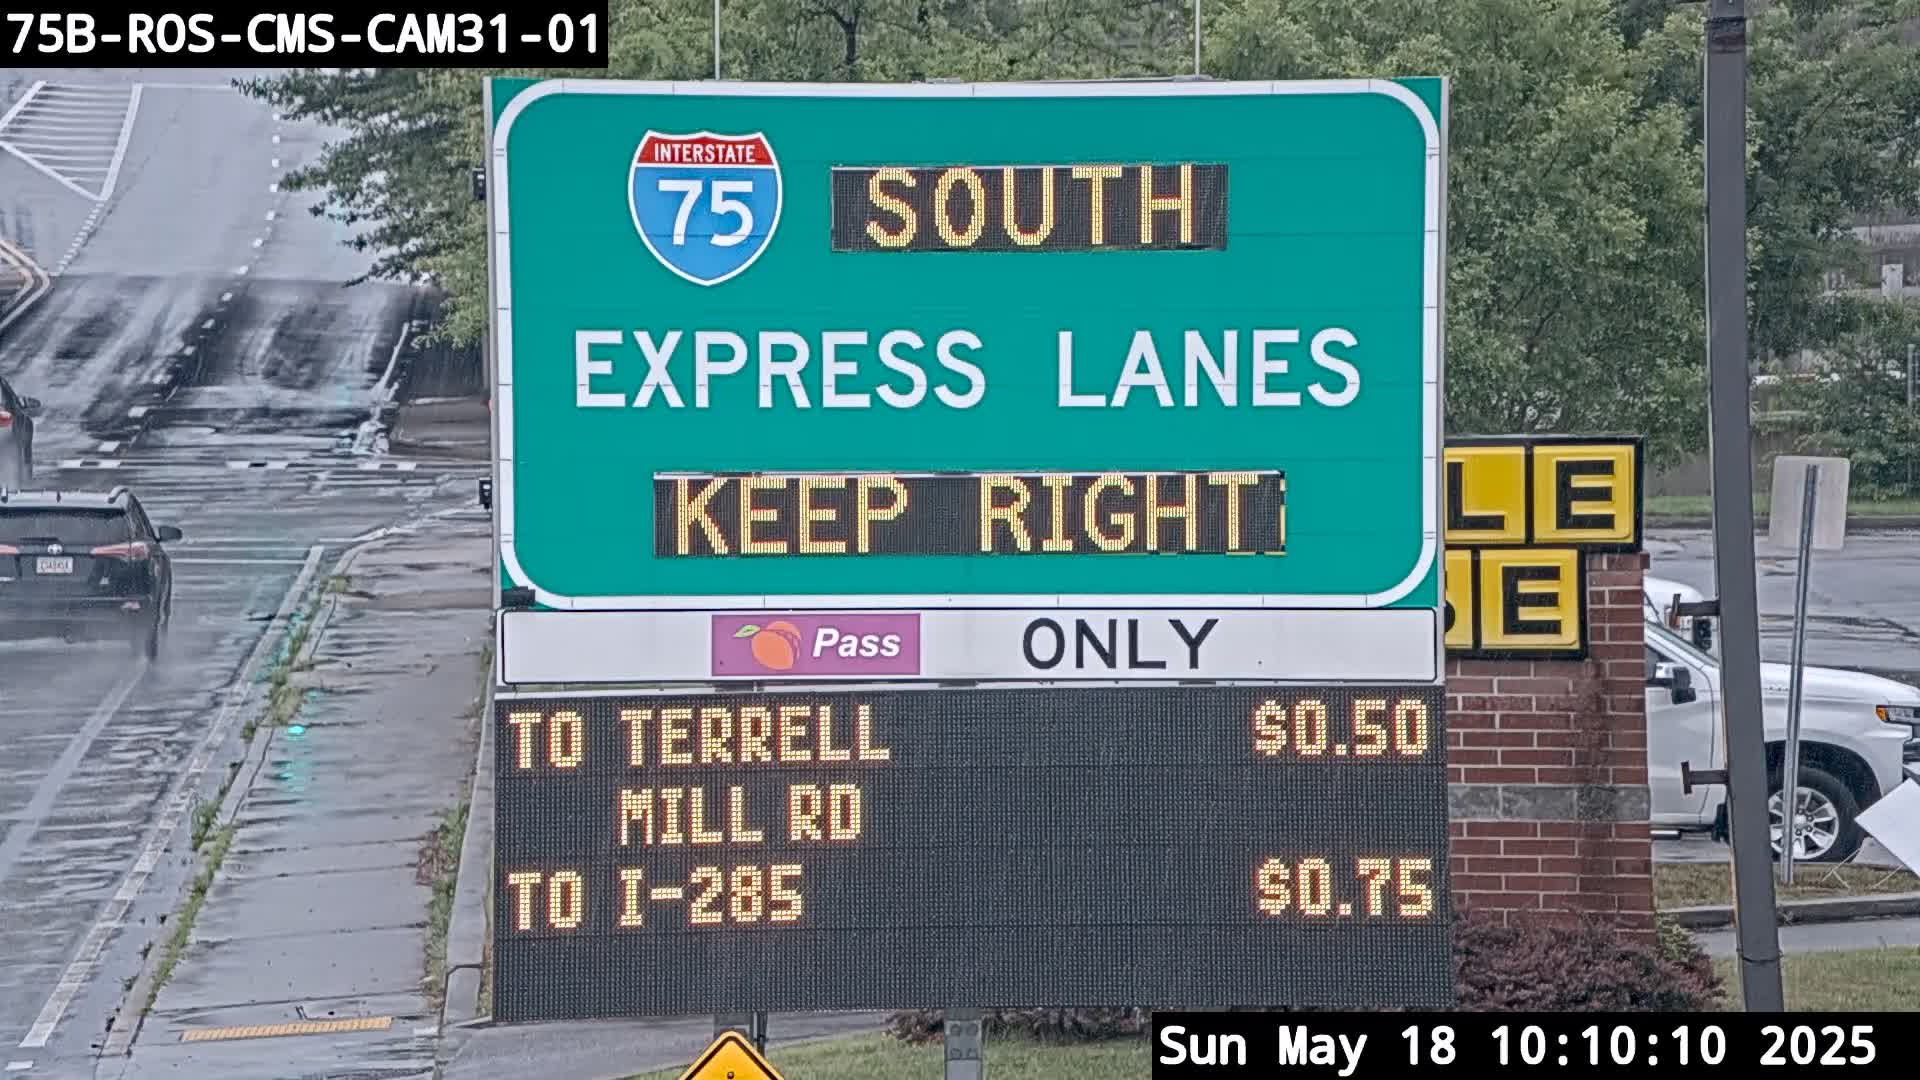 75B-ROS-CMS-CAM31-01
INTERSTATE
75
SOUTH
EXPRESS LANES
KEEP RIGHT
Pass ONLY
TO TERRELL $0.50
MILL RD
TO I-285 $0.75
LE
E
Sun May 18 10:10:10 2025